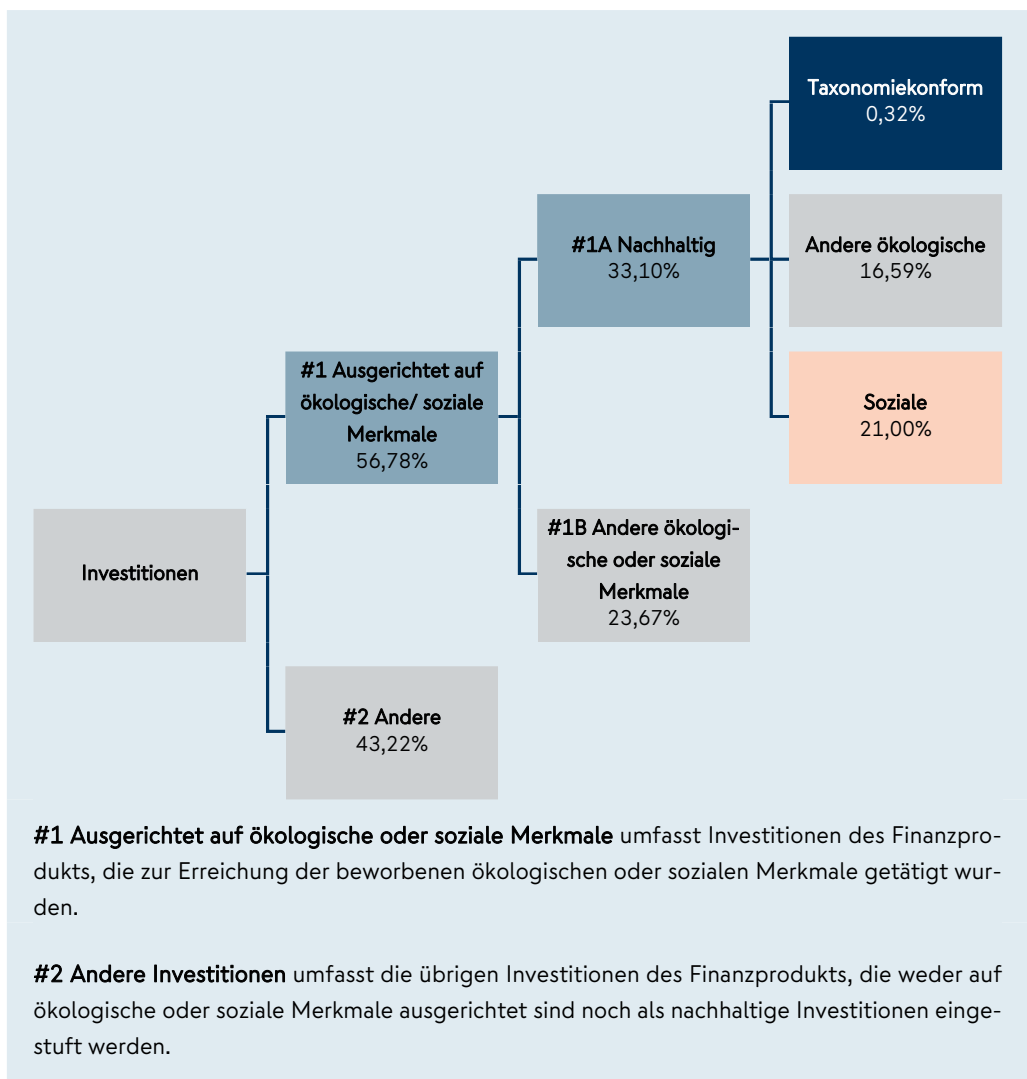 Taxonomiekonform
0,32%
#1A Nachhaltig
33,10%
Andere ökologische
16,59%
#1 Ausgerichtet auf
ökologische/ soziale
Merkmale
56,78%
Soziale
21,00%
Investitionen
#1B Andere ökologi-
sche oder soziale
Merkmale
23,67%
#2 Andere
43,22%
#1 Ausgerichtet auf ökologische oder soziale Merkmale umfasst Investitionen des Finanzpro-
dukts, die zur Erreichung der beworbenen ökologischen oder sozialen Merkmale getätigt wur-
den.
#2 Andere Investitionen umfasst die übrigen Investitionen des Finanzprodukts, die weder auf
ökologische oder soziale Merkmale ausgerichtet sind noch als nachhaltige Investitionen einge-
stuft werden.